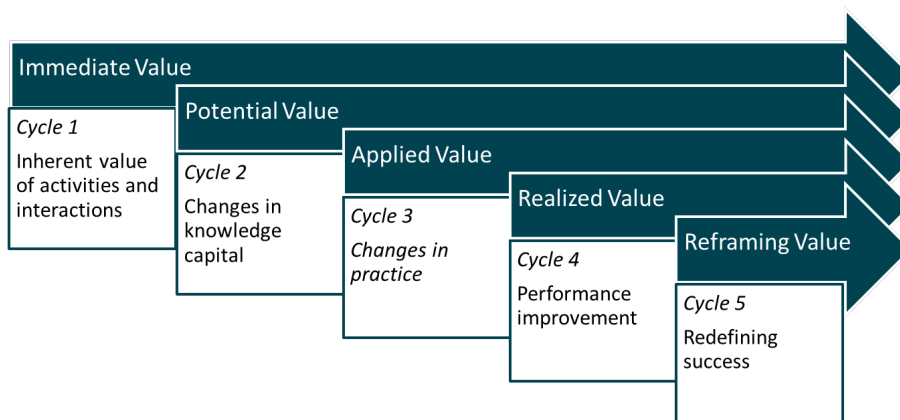 Immediate Value
Cycle 1
Inherent value
of activities and
interactions
Potential Value
Cycle 2
Changes in
knowledge
capital
Applied Value
Cycle 3
Changes in
practice
Realized Value
Cycle 4
Performance
improvement
Reframing Value
Cycle 5
Redefining
success